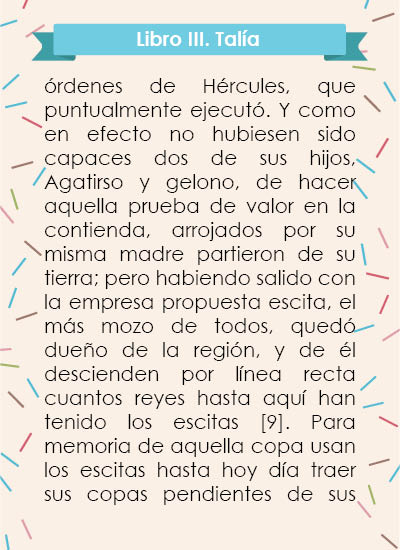 Libro III. Talía
órdenes de Hércules, que
puntualmente ejecutó. Y como
en efecto no hubiesen sido
capaces dos de sus hijos,
Agatirso y gelono, de hacer
aquella prueba de valor en la
contienda, arrojados por su
misma madre partieron de su
tierra; pero habiendo salido con
la empresa propuesta escita, el
más mozo de todos, quedó
dueño de la región, y de él
descienden por línea recta
cuantos reyes hasta aquí han
tenido los escitas [9]. Para
memoria de aquella copa usan
los escitas hasta hoy día traer
sus copas pendientes de sus